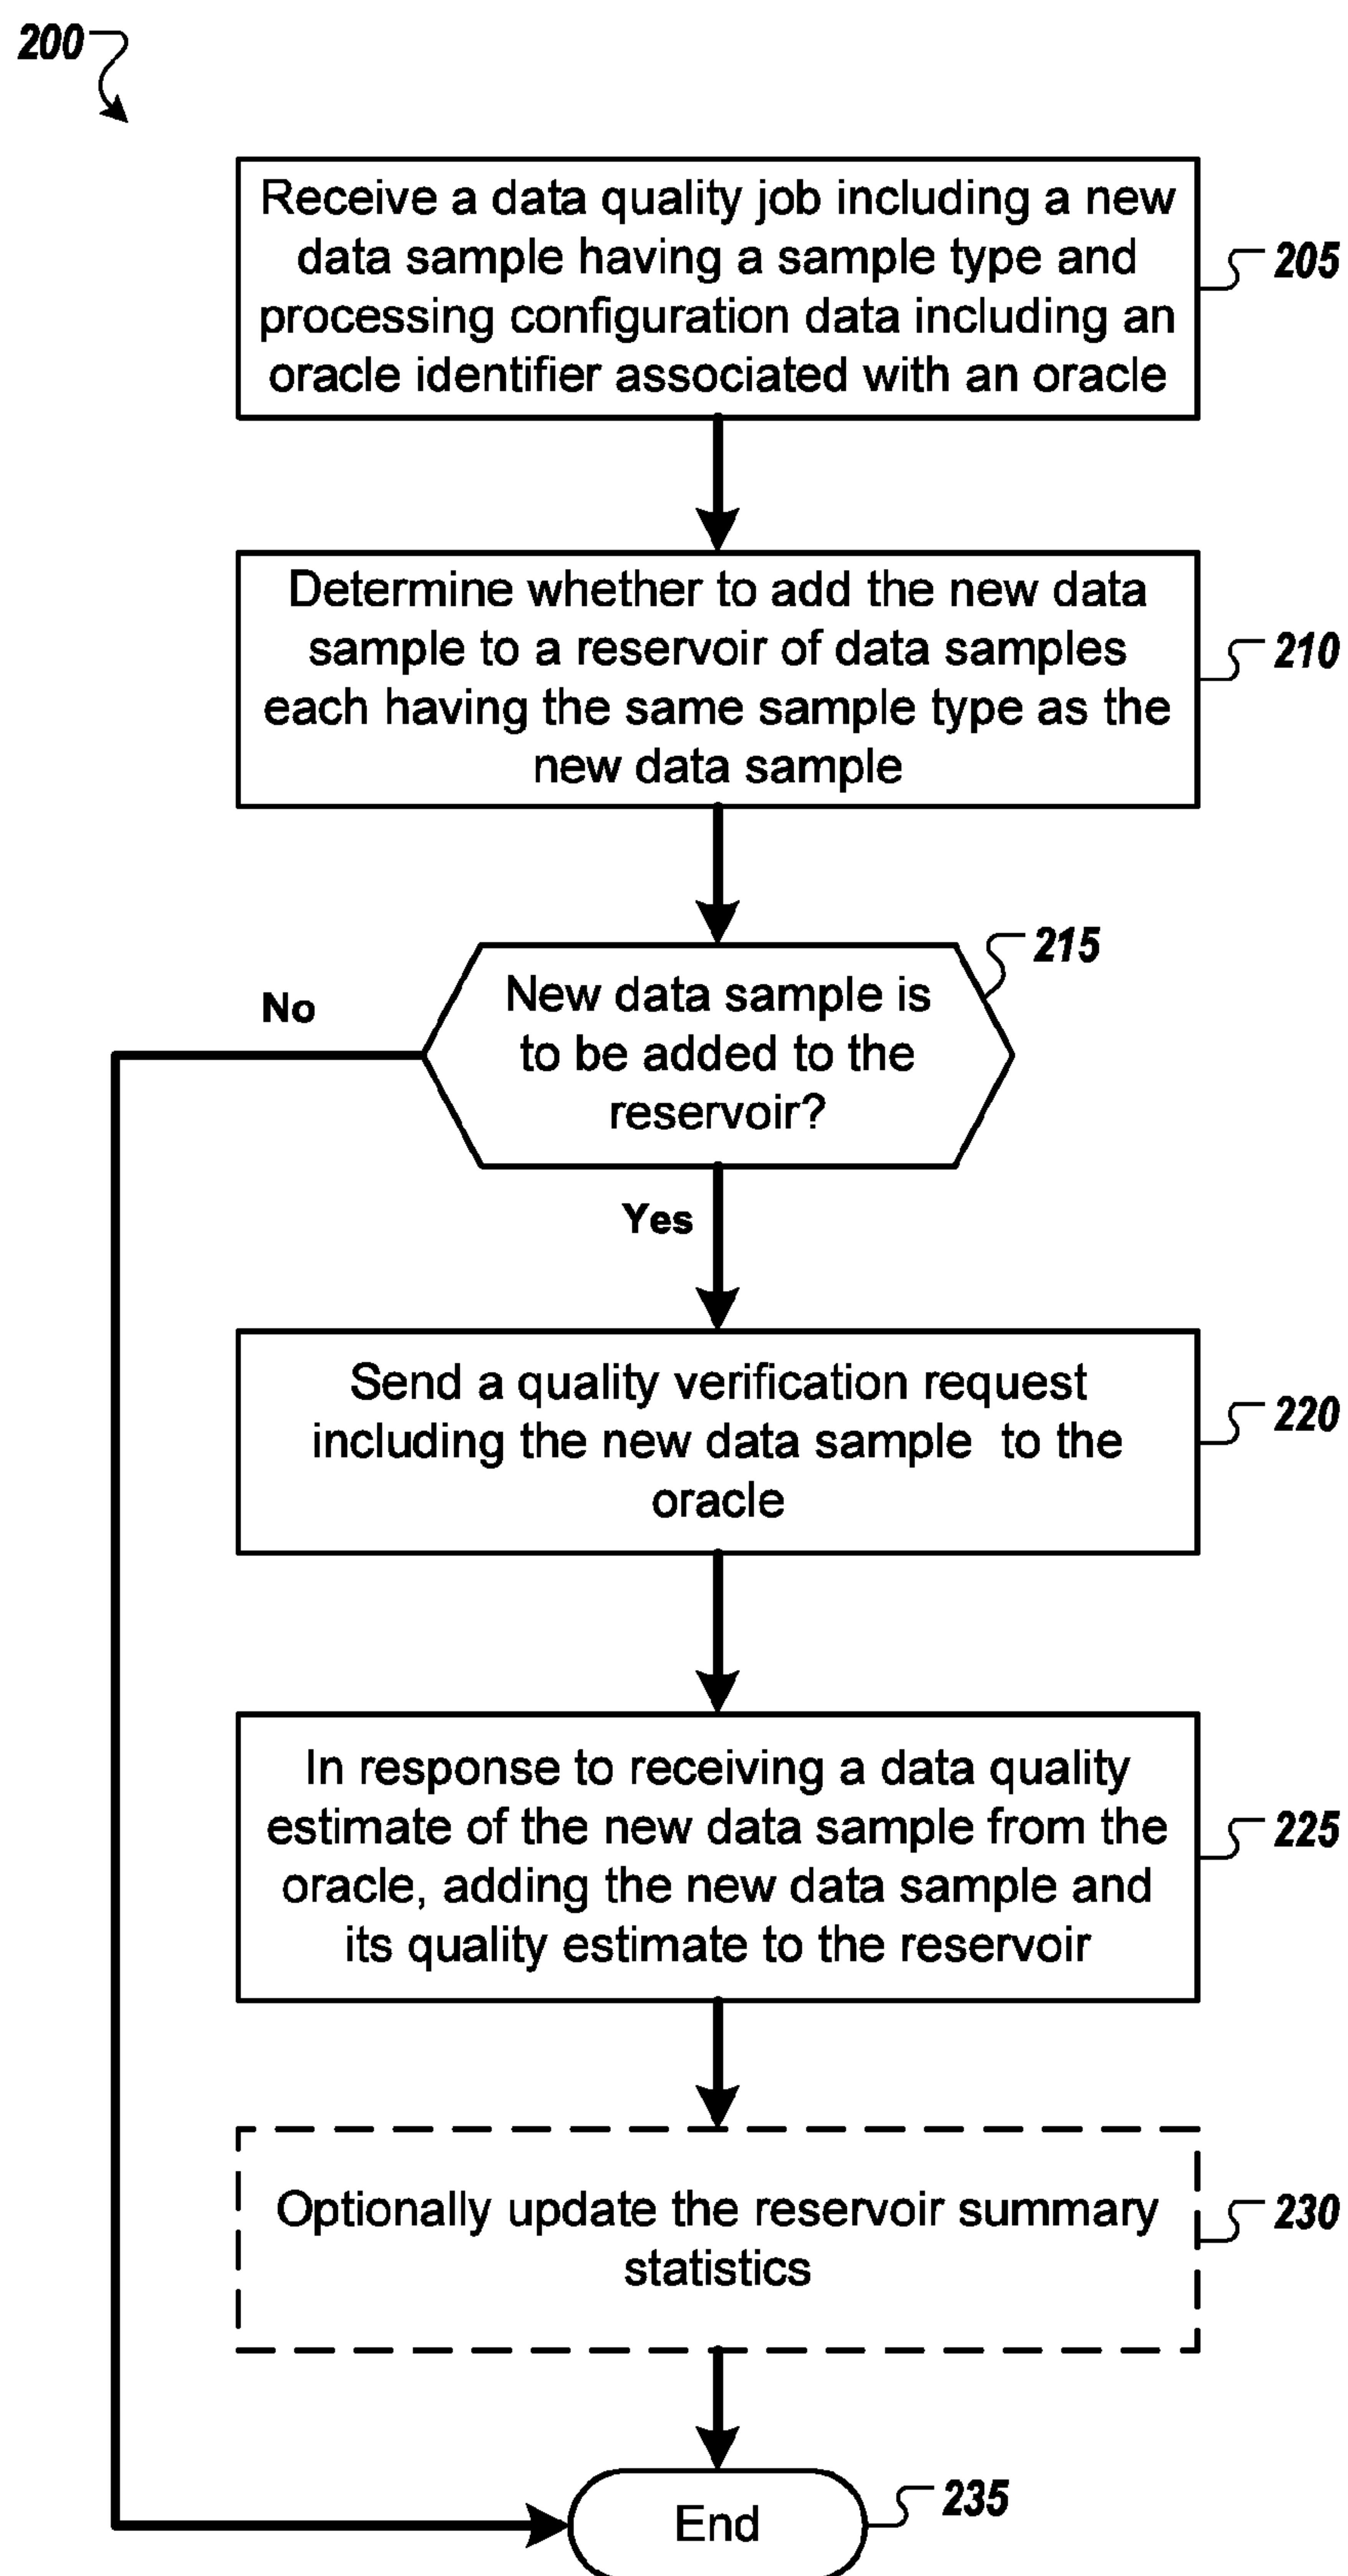 200
Receive a data quality job including a new
data sample having a sample type and
processing configuration data including an
oracle identifier associated with an oracle
205
Determine whether to add the new data
sample to a reservoir of data samples
each having the same sample type as the
new data sample
210
New data sample is
to be added to the
reservoir?
215
No
Yes
Send a quality verification request
including the new data sample to the
oracle
220
In response to receiving a data quality
estimate of the new data sample from the
oracle, adding the new data sample and
its quality estimate to the reservoir
225
Optionally update the reservoir summary
statistics
230
End
235